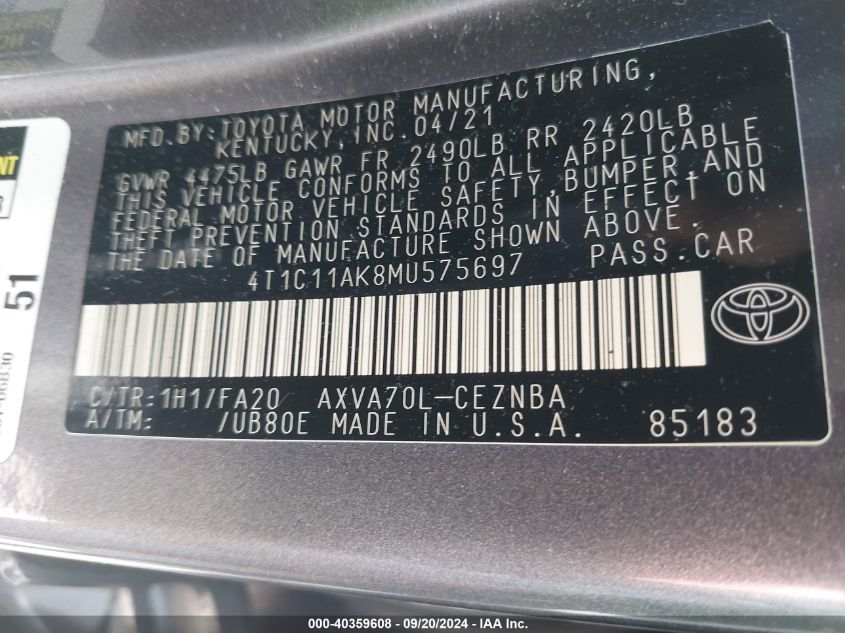 MFD. BY: TOYOTA MOTOR MANUFACTURING,
KENTUCKY, INC. 04/21
GVWR 4475LB GAWR FR 2490LB RR 2420LB
THIS VEHICLE CONFORMS TO ALL APPLICABLE
FEDERAL MOTOR VEHICLE SAFETY, BUMPER, AND
THEFT PREVENTION STANDARDS IN EFFECT ON
THE DATE OF MANUFACTURE SHOWN ABOVE.
4T1C11AK8MU575697 PASS. CAR
C/TR: 1H1/FA20 AXVA70L-CEZNBA
A/TM: /UB80E MADE IN U.S.A. 85183
51
000-40359608 - 09/20/2024 - IAA, Inc.